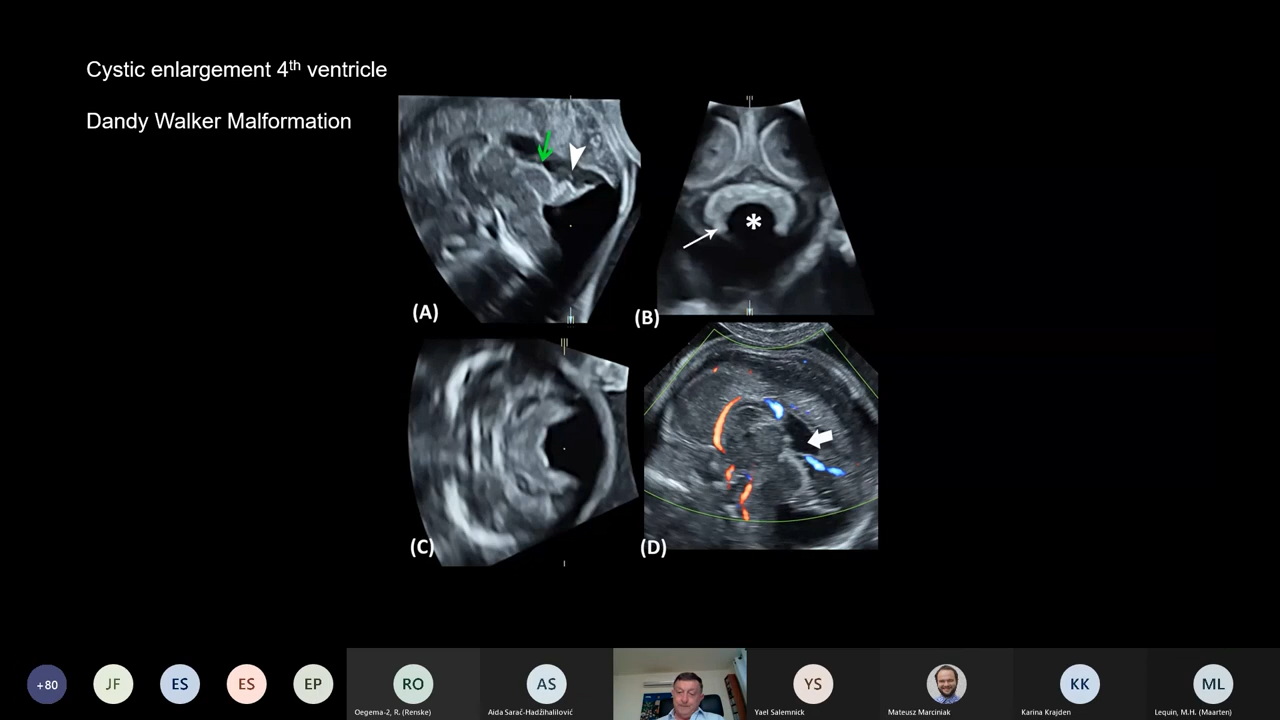 Cystic enlargement 4th ventricle
Dandy Walker Malformation
*
(A)
(B)
(C)
(D)
+80
JF
ES
ES
EP
RO
AS
YS
KK
ML
Oegema-2, R. (Renske)
Aida Sarač-Hadžihalilović
Yael Salemnick
Mateusz Marciniak
Karina Krajden
Lequin, M.H. (Maarten)